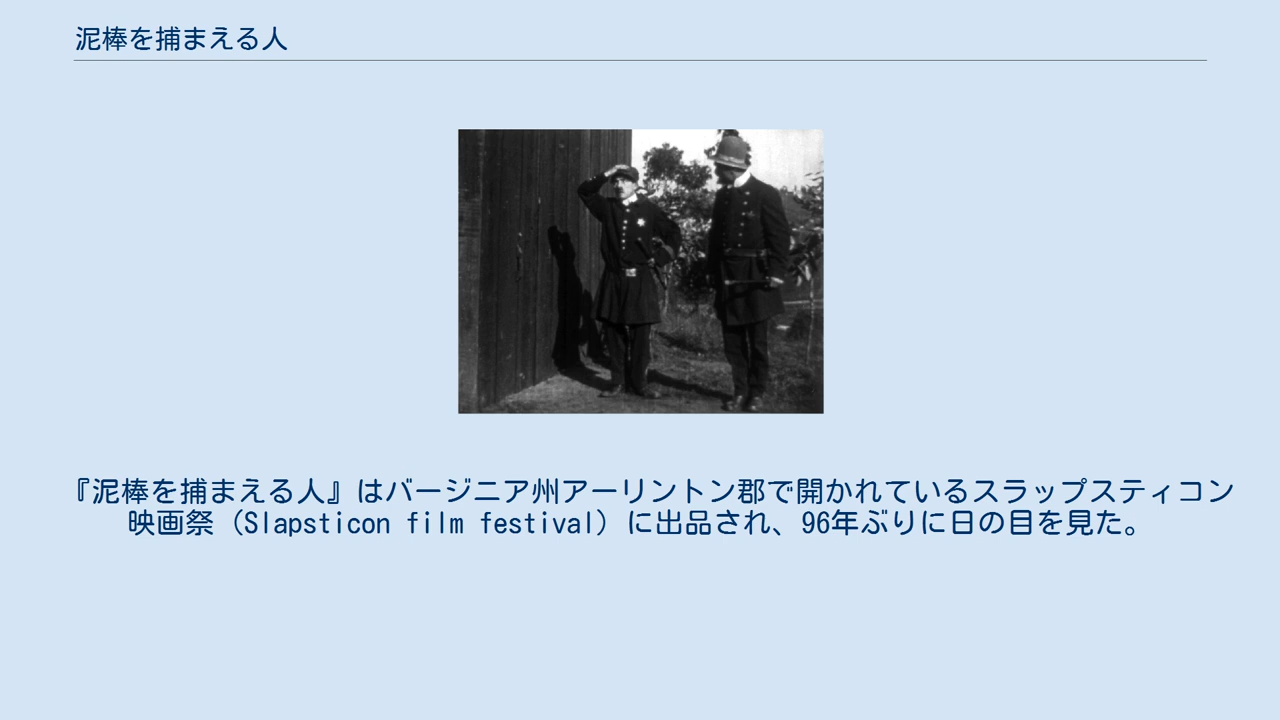 泥棒を捕まえる人
『泥棒を捕まえる人』はバージニア州アーリントン郡で開かれているスラップスティコン
映画祭（Slapsticon film festival）に出品され、96年ぶりに日の目を見た。